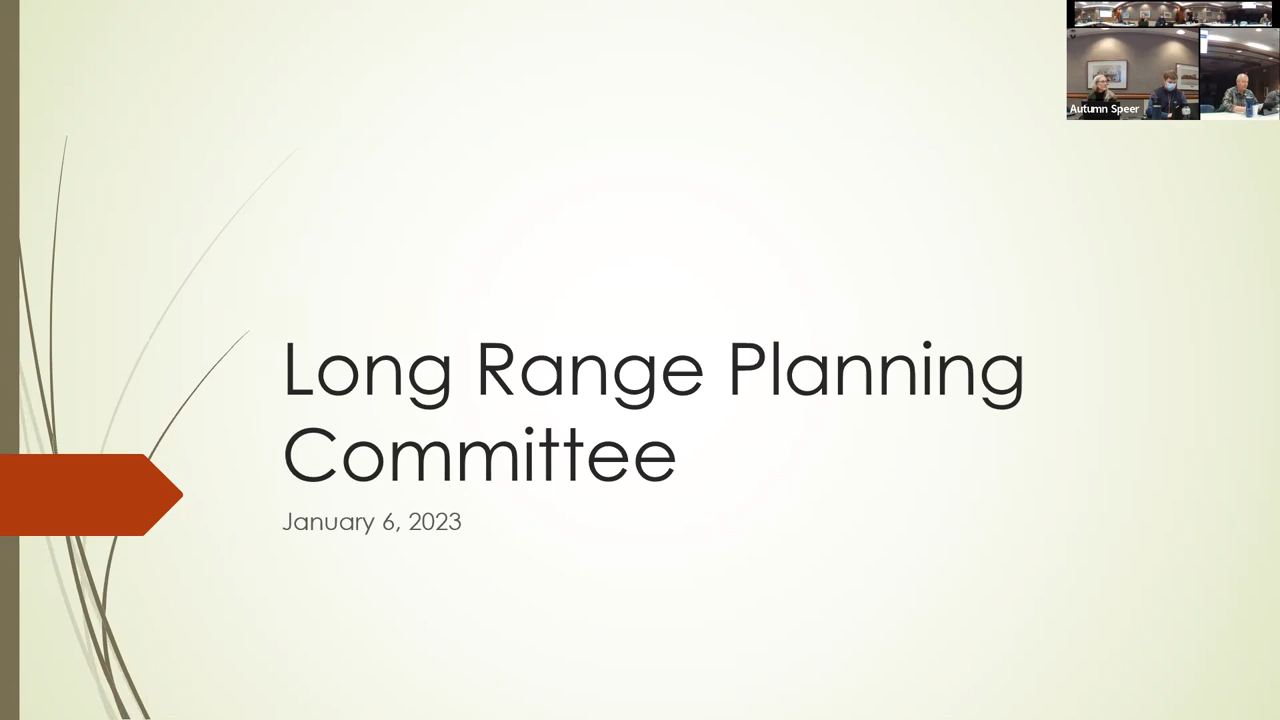 Autumn Speer
Long Range Planning
Committee
January 6, 2023